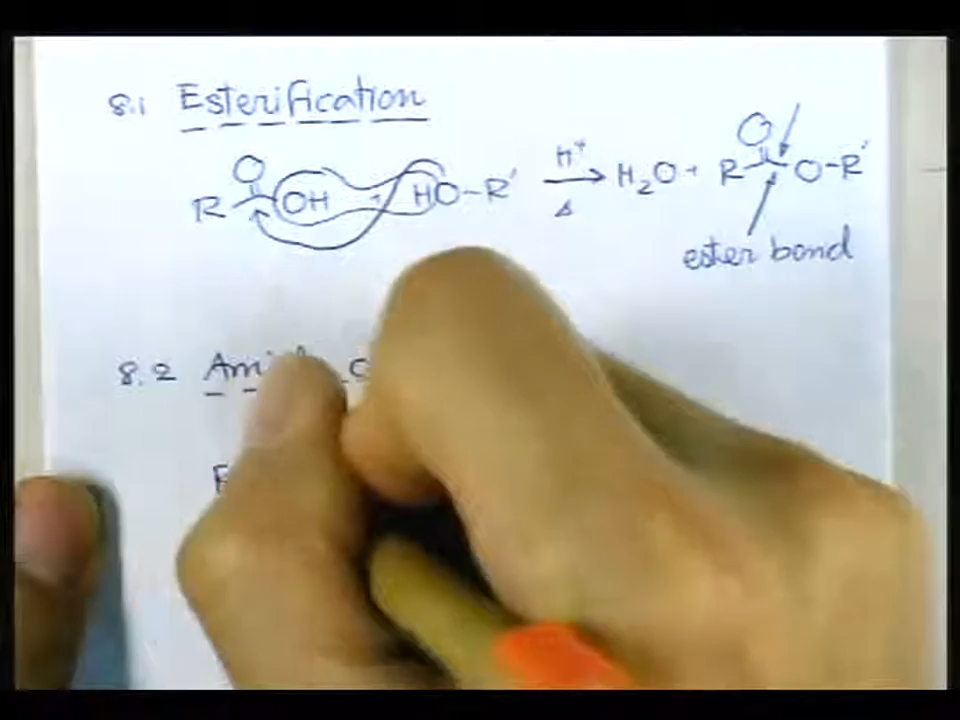 8.1 Esterification
O O
R OH + HO-R' H⁺ → Δ H₂O + R O-R'
ester bond
8.2